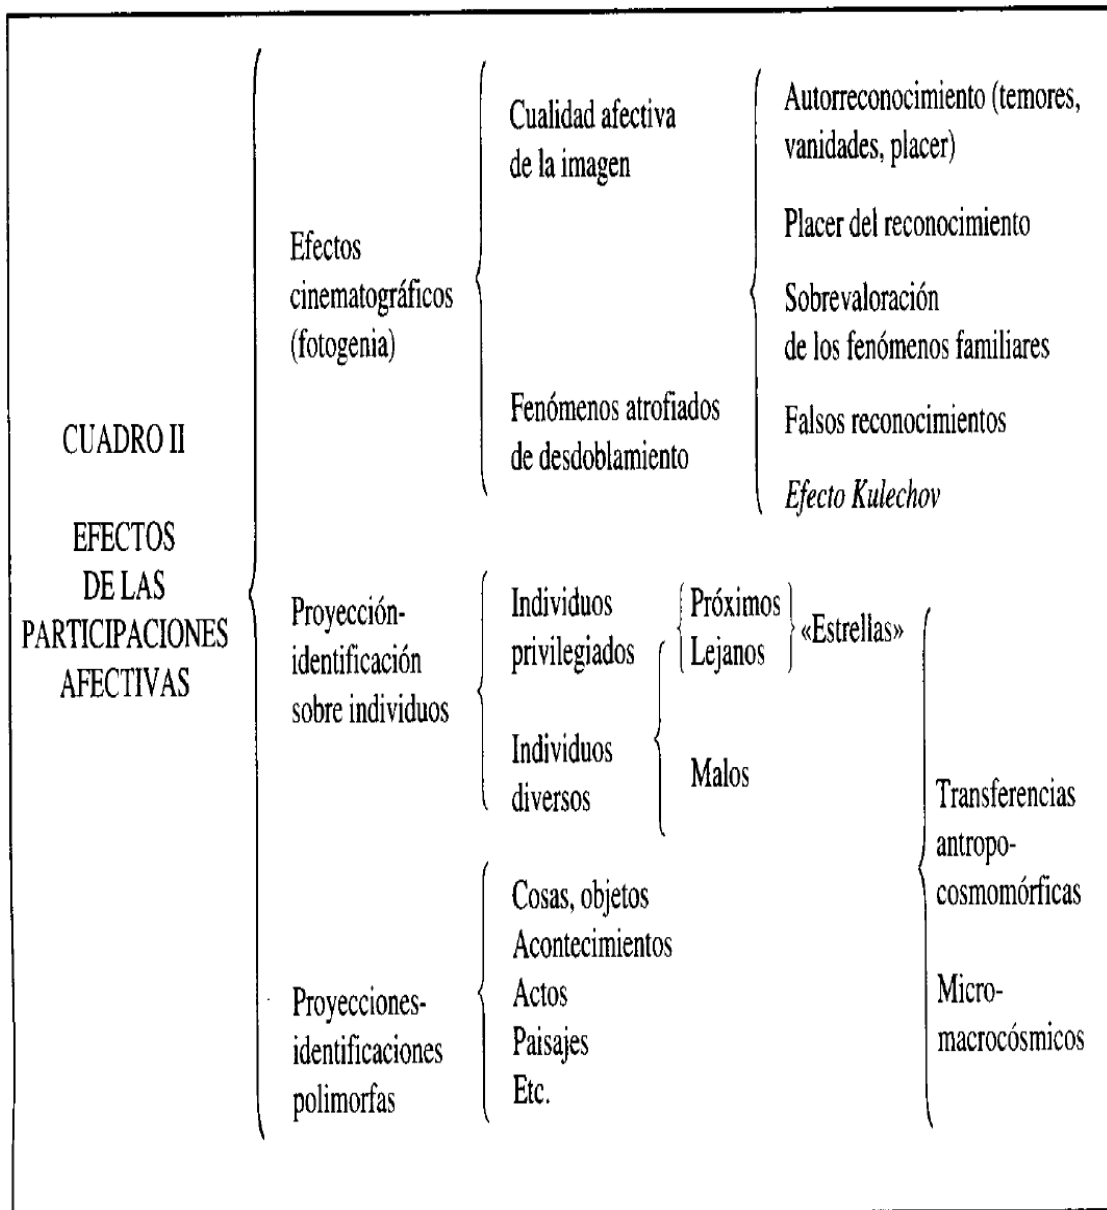 CUADRO II
EFECTOS
DE LAS
PARTICIPACIONES
AFECTIVAS
Efectos
cinematográficos
(fotogenia)
Cualidad afectiva
de la imagen
Fenómenos atrofiados
de desdoblamiento
Autorreconocimiento (temores,
vanidades, placer)
Placer del reconocimiento
Sobrevaloración
de los fenómenos familiares
Falsos reconocimientos
Efecto Kulechov
Proyección-
identificación
sobre individuos
Individuos
privilegiados
Individuos
diversos
Próximos
Lejanos
«Estrellas»
Malos
Proyecciones-
identificaciones
polimorfas
Cosas, objetos
Acontecimientos
Actos
Paisajes
Etc.
Transferencias
antropo-
cosmomórficas
Micro-
macrocósmicos